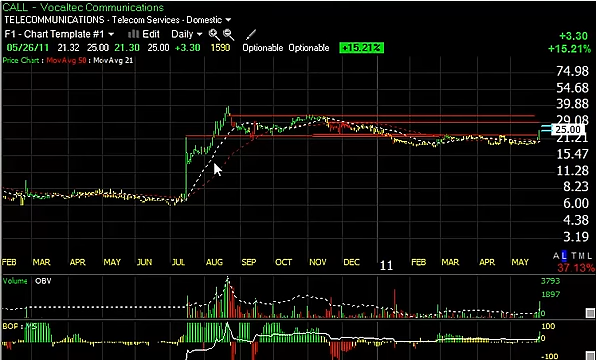 CALL - Vocaltec Communications
TELECOMMUNICATIONS - Telecom Services - Domestic
F1 - Chart Template #1 Edit Daily +3.30
05/26/11 21.32 25.00 21.30 25.00 +3.30 1590 Optionable Optionable +15.21% +15.21%
Price Chart : MovAvg 50 : MovAvg 21
74.98
54.68
39.88
29.08
25.00
21.21
15.47
11.28
8.23
6.00
4.38
3.19
FEB MAR APR MAY JUN JUL AUG SEP OCT NOV DEC 11 FEB MAR APR MAY
A L T M L
37 13%
Volume OBV 3793
1897
BOP : 100
0
-100